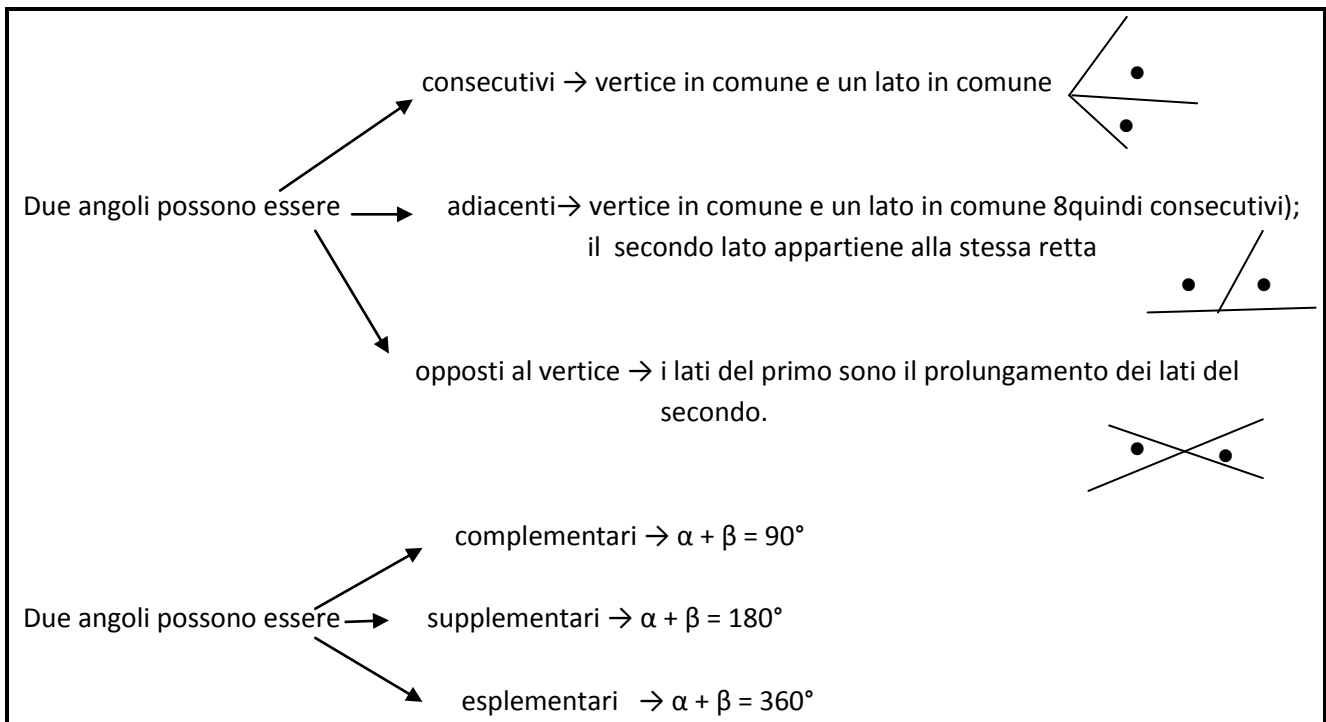 consecutivi → vertice in comune e un lato in comune
Due angoli possono essere
adiacenti→ vertice in comune e un lato in comune 8quindi consecutivi);
il secondo lato appartiene alla stessa retta
opposti al vertice → i lati del primo sono il prolungamento dei lati del
secondo.
complementari → α + β = 90°
Due angoli possono essere
supplementari → α + β = 180°
esplementari → α + β = 360°